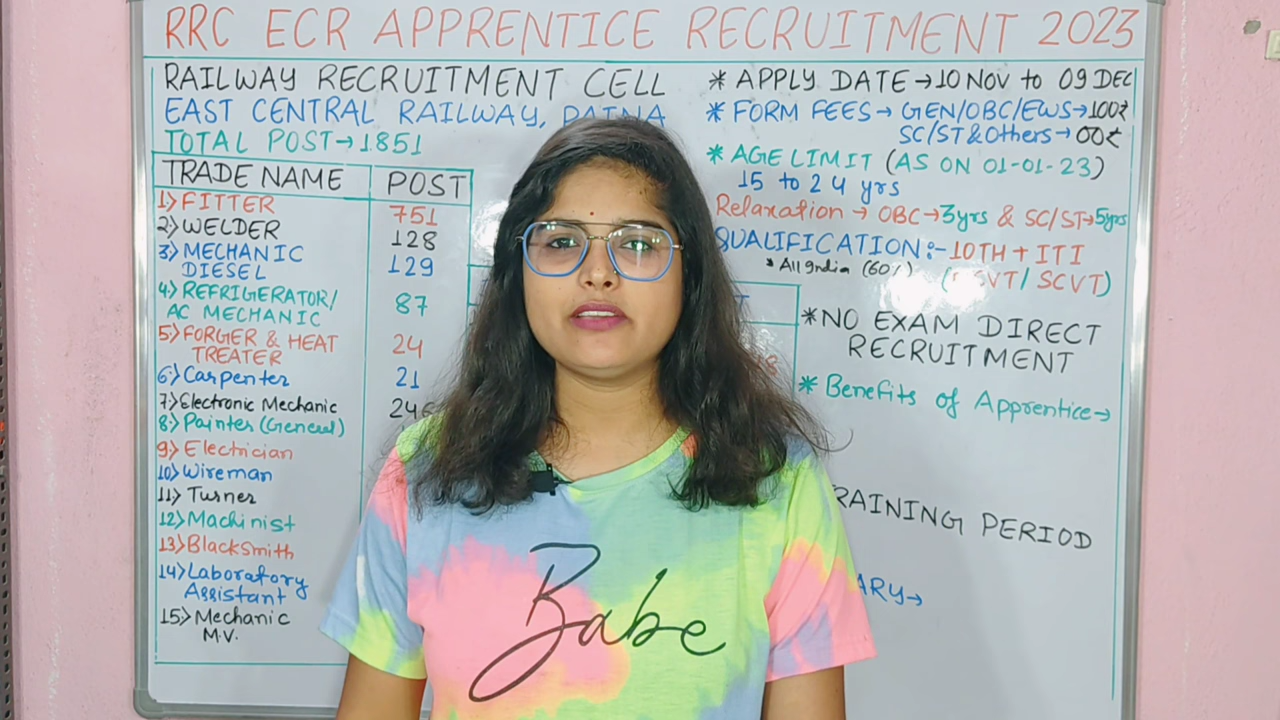 RRC ECR APPRENTICE RECRUITMENT 2023
RAILWAY RECRUITMENT CELL
EAST CENTRAL RAILWAY, PATNA
TOTAL POST→1851
TRADE NAME POST
1) FITTER 751
2) WELDER 128
3) MECHANIC
DIESEL 129
4) REFRIGERATOR/
AC MECHANIC 87
5) FORGER & HEAT
TREATER 24
6) Carpenter 21
7) Electronic Mechanic 246
8) Painter (General)
9) Electrician
10) Wireman
11) Turner
12) Machinist
13) BlackSmith
14) Laboratory
Assistant
15) Mechanic
M.V.
* APPLY DATE→10 NOV to 09 DEC
* FORM FEES→ GEN/OBC/EWS→100₹
SC/ST & Others→ 00₹
* AGE LIMIT (AS ON 01-01-23)
15 to 24 yrs
Relaxation → OBC→3yrs & SC/ST→5yrs
QUALIFICATION:- 10TH + ITI
* All India (60%) (NCVT/ SCVT)
*NO EXAM DIRECT
RECRUITMENT
* Benefits of Apprentice→
TRAINING PERIOD
ARY→
Babe